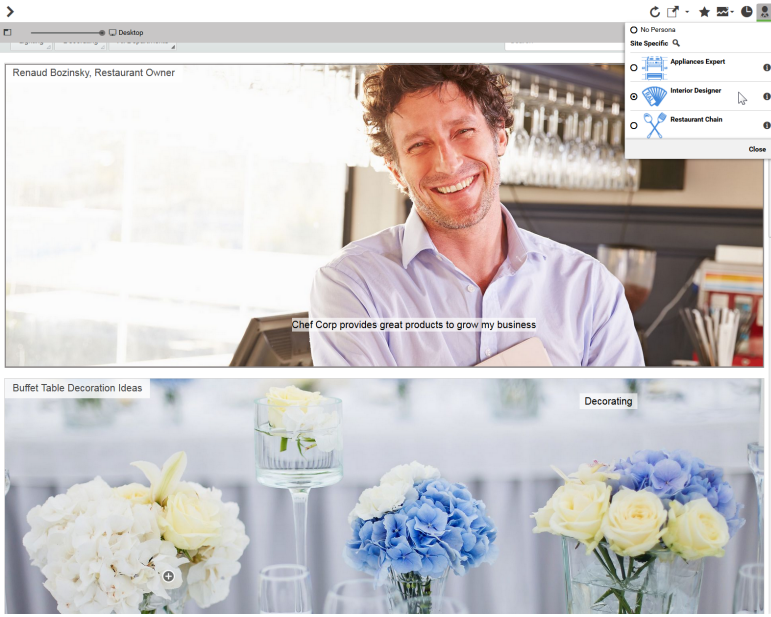 Desktop
No Persona
Site Specific
Appliances Expert
Interior Designer
Restaurant Chain
Close
Renaud Bozinsky, Restaurant Owner
Chef Corp provides great products to grow my business
Buffet Table Decoration Ideas
Decorating